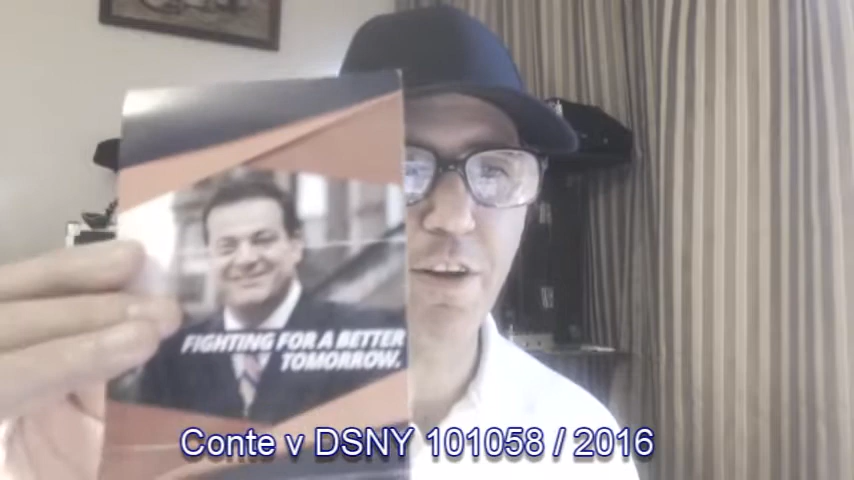 FIGHTING FOR A BETTER
TOMORROW.
Conte v DSNY 101058 / 2016